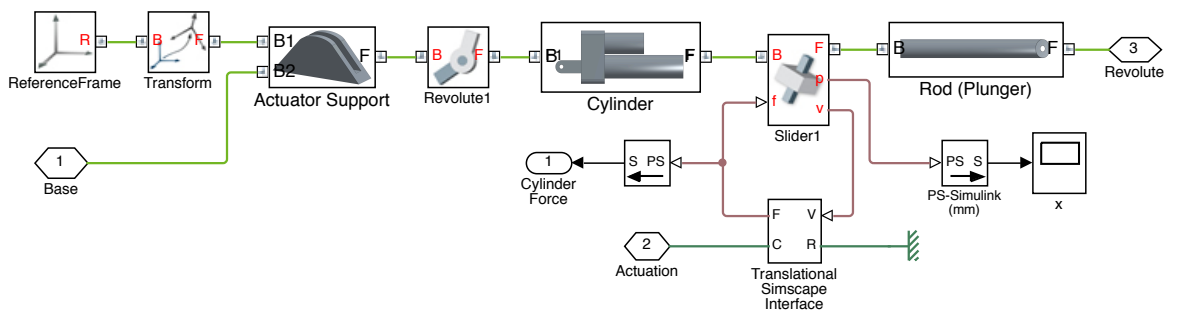 R
ReferenceFrame
B F
Transform
B1
B2
F
Actuator Support
B F
Revolute1
B1 F
Cylinder
B F
p
f
v
Slider1
B F
Rod (Plunger)
3
Revolute
1
Base
1
Cylinder
Force
S PS
PS S
PS-Simulink
(mm)
x
F V
C R
2
Actuation
Translational
Simscape
Interface